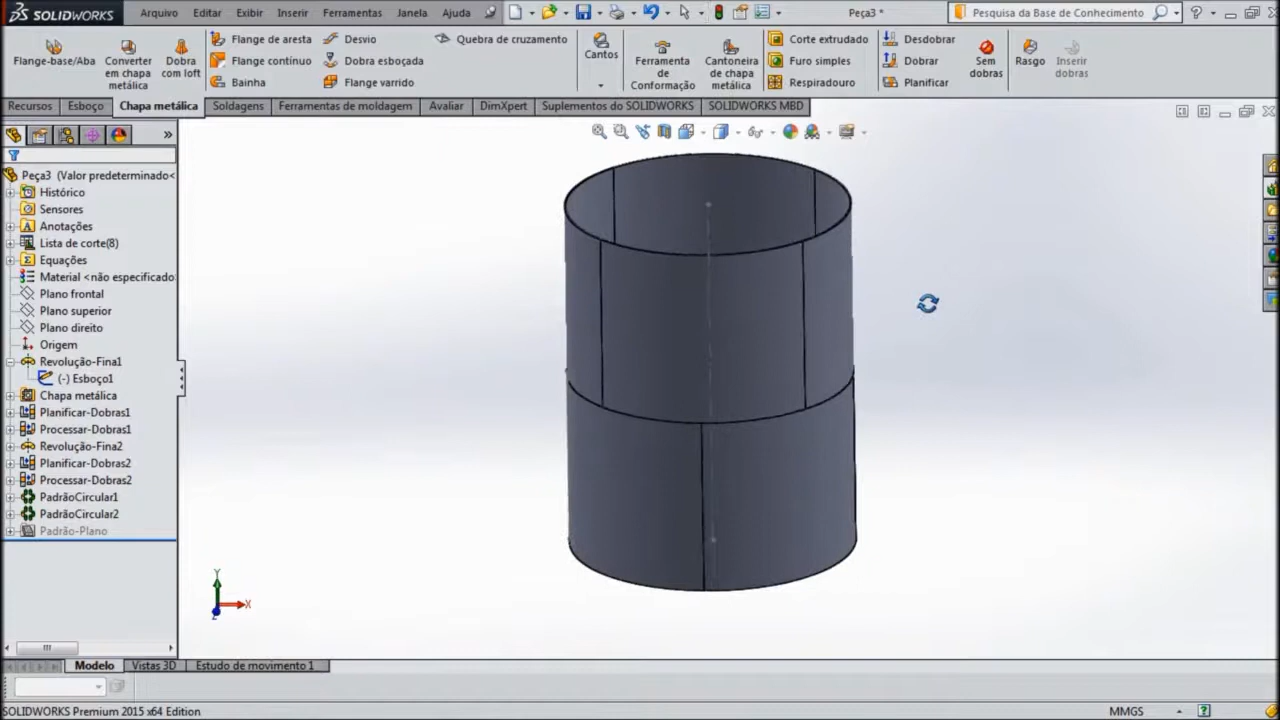 SOLIDWORKS Arquivo Editar Exibir Inserir Ferramentas Janela Ajuda Peça3 * Pesquisa da Base de Conhecimento
Flange-base/Aba
Converter em chapa metálica
Dobra com loft
Flange de aresta
Flange contínuo
Bainha
Desvio
Dobra esboçada
Flange varrido
Quebra de cruzamento
Cantos
Ferramenta de Conformação
Cantoneira de chapa metálica
Corte extrudado
Furo simples
Respiradouro
Desdobrar
Dobrar
Planificar
Sem dobras
Rasgo
Inserir dobras
Recursos Esboço Chapa metálica Soldagens Ferramentas de moldagem Avaliar DimXpert Suplementos do SOLIDWORKS SOLIDWORKS MBD
Peça3 (Valor predeterminado<
Histórico
Sensores
Anotações
Lista de corte(8)
Equações
Material <não especificado
Plano frontal
Plano superior
Plano direito
Origem
Revolução-Fina1
(-) Esboço1
Chapa metálica
Planificar-Dobras1
Processar-Dobras1
Revolução-Fina2
Planificar-Dobras2
Processar-Dobras2
PadrãoCircular1
PadrãoCircular2
Padrão-Plano
Y
X
Z
Modelo Vistas 3D Estudo de movimento 1
SOLIDWORKS Premium 2015 x64 Edition MMGS